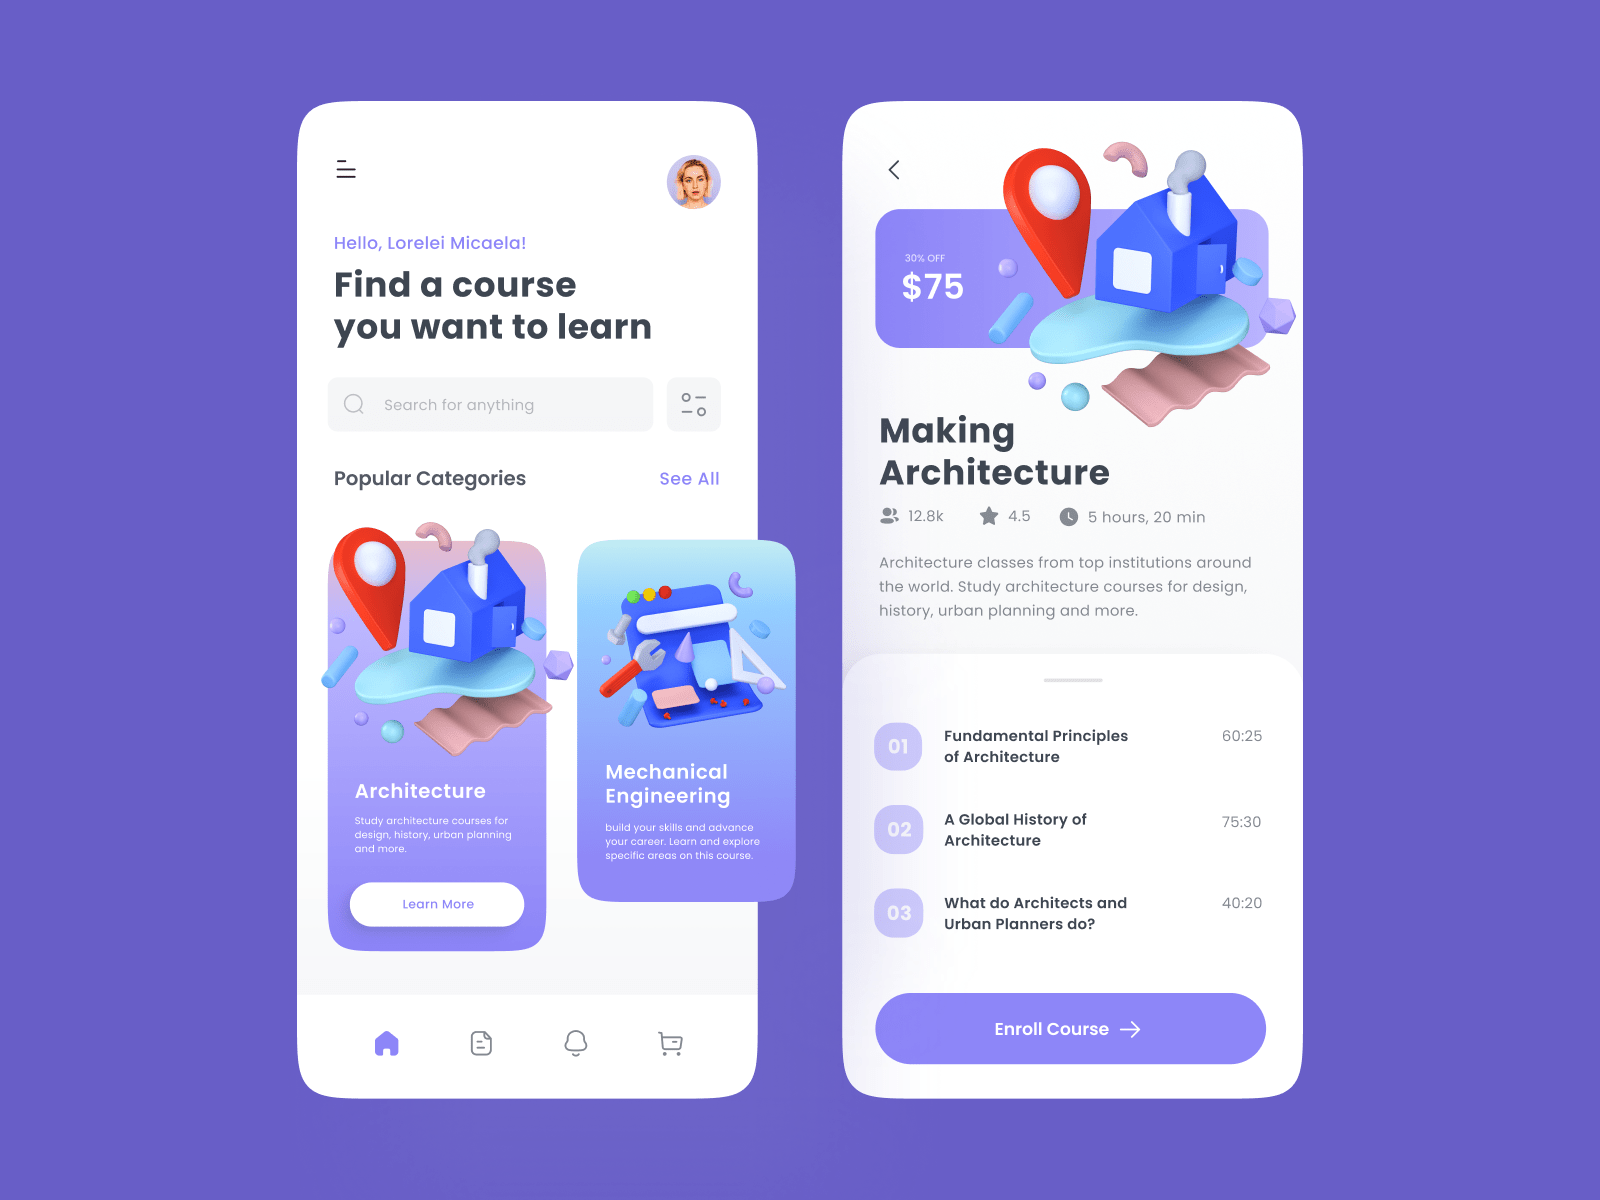 Hello, Lorelei Micaela!
Find a course
you want to learn
Search for anything
Popular Categories
See All
Architecture
Study architecture courses for
design, history, urban planning
and more.
Learn More
Mechanical
Engineering
build your skills and advance
your career. Learn and explore
specific areas on this course.
30% OFF
$75
Making
Architecture
12.8k
4.5
5 hours, 20 min
Architecture classes from top institutions around
the world. Study architecture courses for design,
history, urban planning and more.
01
Fundamental Principles
of Architecture
60:25
02
A Global History of
Architecture
75:30
03
What do Architects and
Urban Planners do?
40:20
Enroll Course